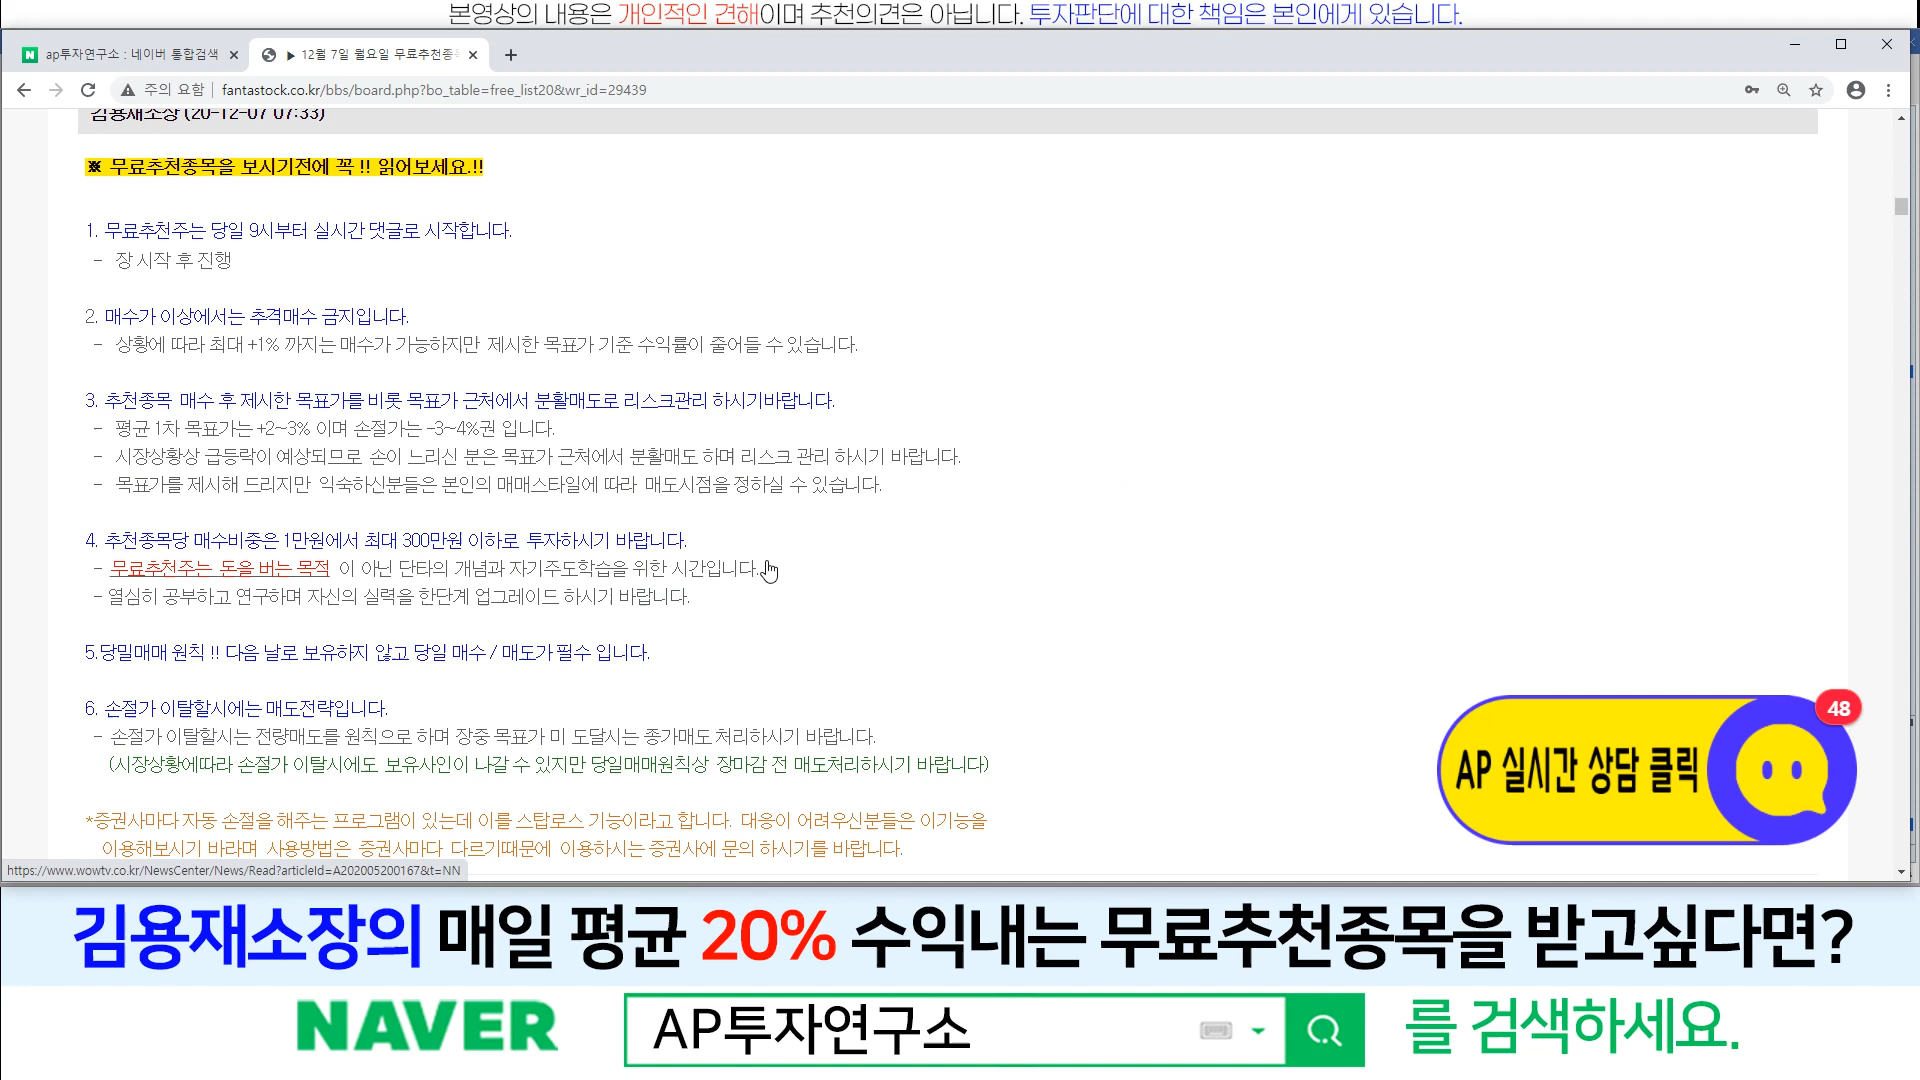 본영상의 내용은 개인적인 견해이며 추천의견은 아닙니다. 투자판단에 대한 책임은 본인에게 있습니다.
ap투자연구소 : 네이버 통합검색
▶ 12월 7일 월요일 무료추천종
주의 요함 | fantastock.co.kr/bbs/board.php?bo_table=free_list20&wr_id=29439
김용재소장 (20-12-07 07:33)
※ 무료추천종목을 보시기전에 꼭 !! 읽어보세요.!!
1. 무료추천주는 당일 9시부터 실시간 댓글로 시작합니다.
- 장 시작 후 진행
2. 매수가 이상에서는 추격매수 금지입니다.
- 상황에 따라 최대 +1% 까지는 매수가 가능하지만 제시한 목표가 기준 수익률이 줄어들 수 있습니다.
3. 추천종목 매수 후 제시한 목표가를 비롯 목표가 근처에서 분활매도로 리스크관리 하시기바랍니다.
- 평균 1차 목표가는 +2~3% 이며 손절가는 -3~4%권 입니다.
- 시장상황상 급등락이 예상되므로 손이 느리신 분은 목표가 근처에서 분활매도 하며 리스크 관리 하시기 바랍니다.
- 목표가를 제시해 드리지만 익숙하신분들은 본인의 매매스타일에 따라 매도시점을 정하실 수 있습니다.
4. 추천종목당 매수비중은 1만원에서 최대 300만원 이하로 투자하시기 바랍니다.
- 무료추천주는 돈을 버는 목적 이 아닌 단타의 개념과 자기주도학습을 위한 시간입니다.
- 열심히 공부하고 연구하며 자신의 실력을 한단계 업그레이드 하시기 바랍니다.
5.당밀매매 원칙 !! 다음 날로 보유하지 않고 당일 매수 / 매도가 필수 입니다.
6. 손절가 이탈할시에는 매도전략입니다.
- 손절가 이탈할시는 전량매도를 원칙으로 하며 장중 목표가 미 도달시는 종가매도 처리하시기 바랍니다.
(시장상황에따라 손절가 이탈시에도 보유사인이 나갈 수 있지만 당일매매원칙상 장마감 전 매도처리하시기 바랍니다)
*증권사마다 자동 손절을 해주는 프로그램이 있는데 이를 스탑로스 기능이라고 합니다. 대응이 어려우신분들은 이기능을
이용해보시기 바라며 사용방법은 증권사마다 다르기때문에 이용하시는 증권사에 문의 하시기를 바랍니다.
48
AP 실시간 상담 클릭
https://www.wowtv.co.kr/NewsCenter/News/Read?articleId=A202005200167&t=NN
김용재소장의 매일 평균 20% 수익내는 무료추천종목을 받고싶다면?
NAVER AP투자연구소 를 검색하세요.